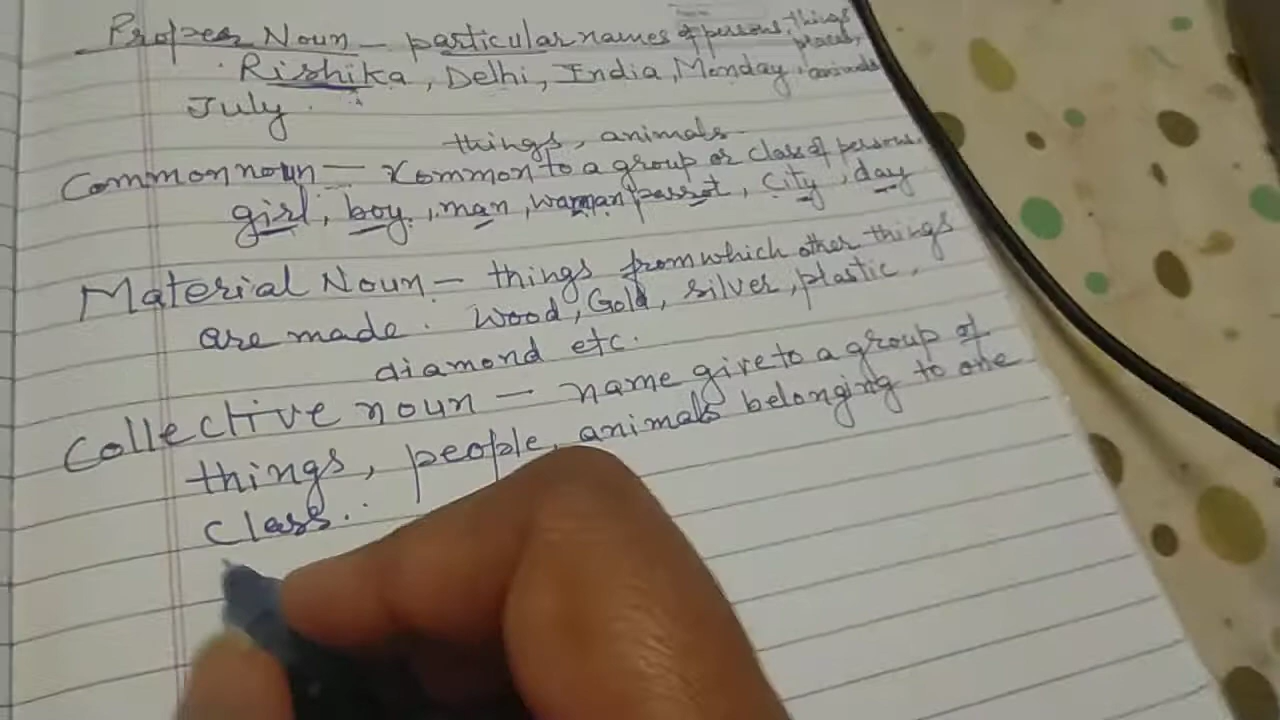 Proper Noun - particular names of persons, things
places,
Rishika, Delhi, India, Monday, animals
July.
things, animals
Common noun - common to a group or class of persons.
girl, boy, man, woman parrot, city, day
Material Noun - things from which other things
are made. Wood, Gold, silver, plastic,
diamond etc.
Collective noun - name give to a group of
things, people, animals belonging to one
class..